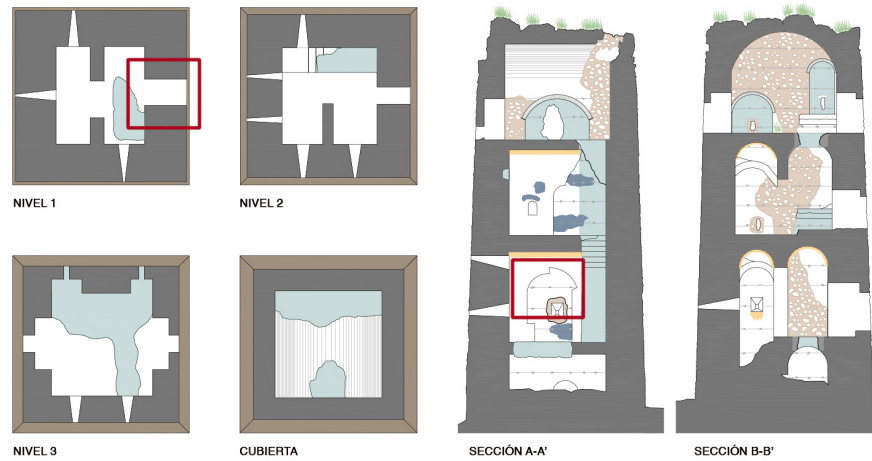 NIVEL 1
NIVEL 2
NIVEL 3
CUBIERTA
SECCIÓN A-A'
SECCIÓN B-B'